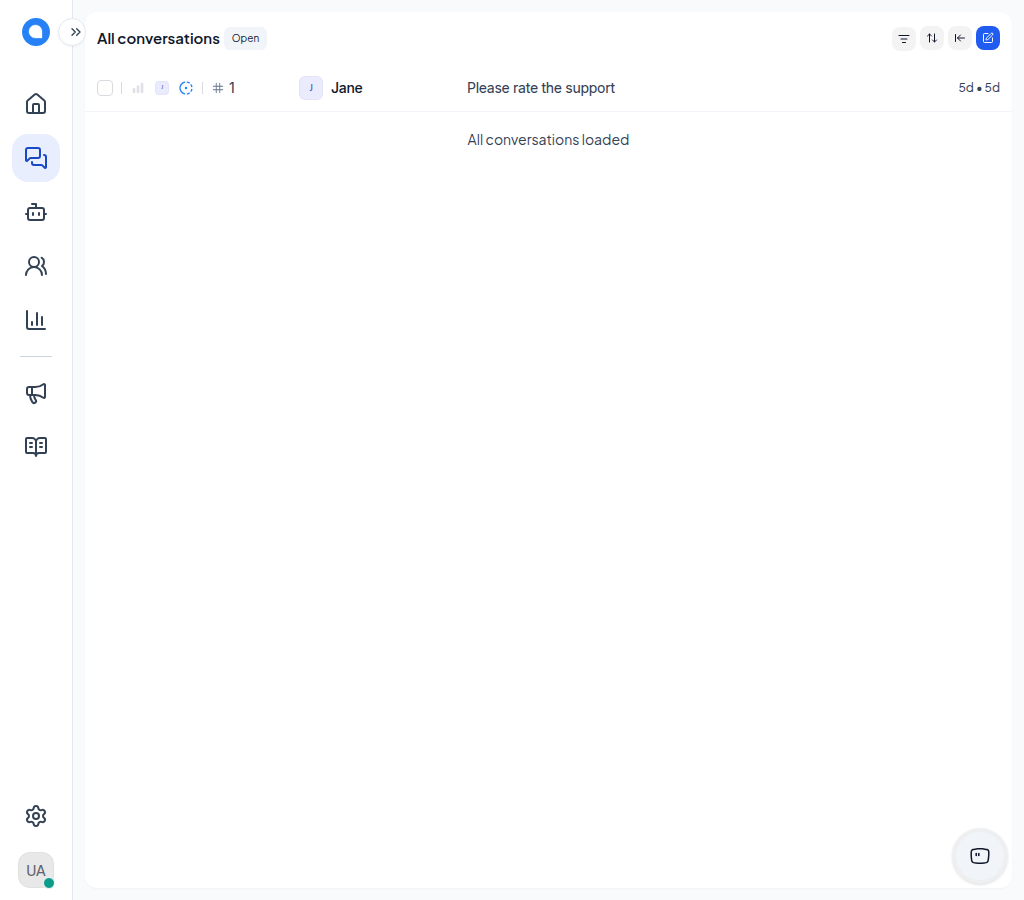 All conversations Open
J # 1 J Jane Please rate the support 5d • 5d
All conversations loaded
UA